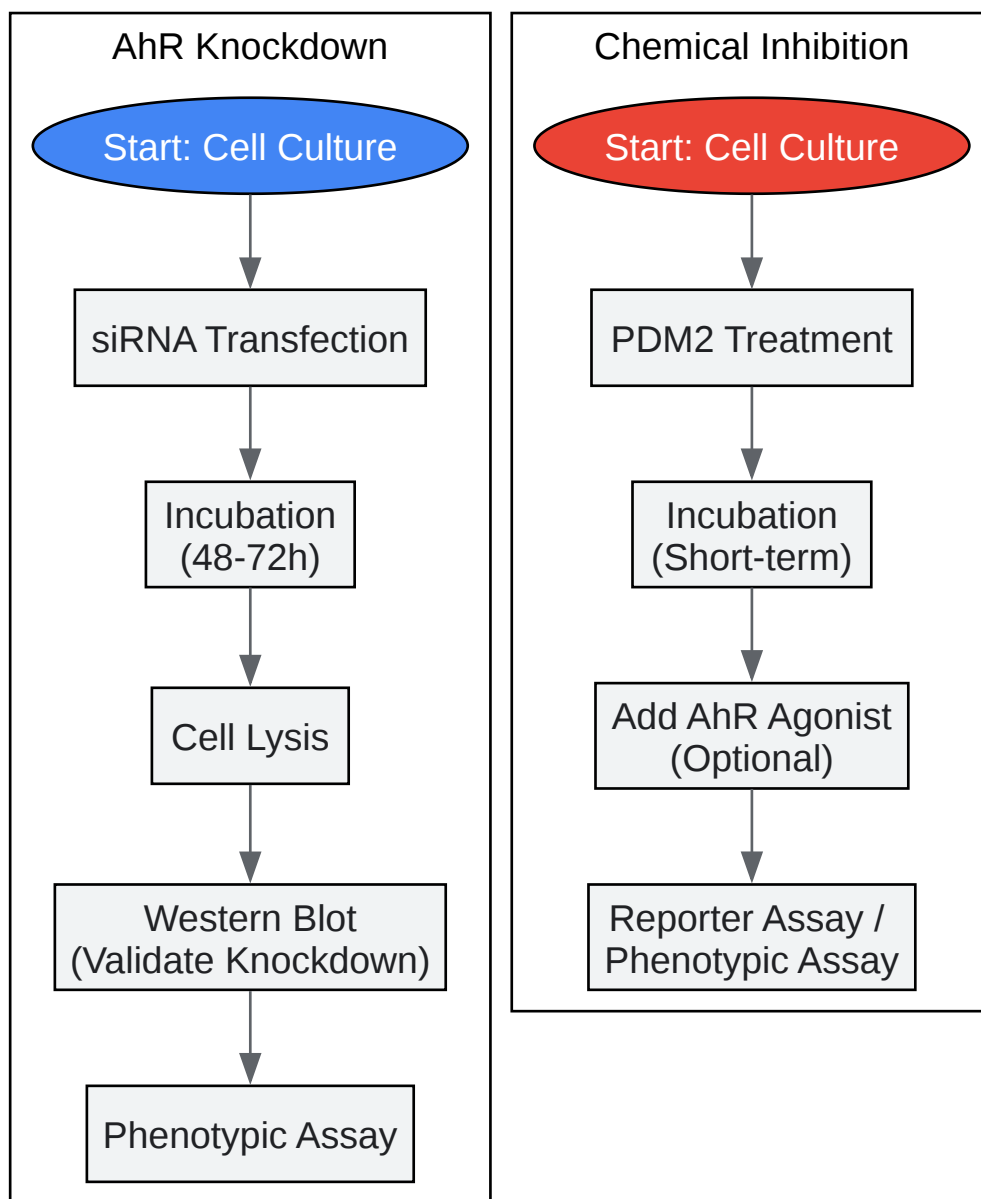 AhR Knockdown
Start: Cell Culture
siRNA Transfection
Incubation
(48-72h)
Cell Lysis
Western Blot
(Validate Knockdown)
Phenotypic Assay
Chemical Inhibition
Start: Cell Culture
PDM2 Treatment
Incubation
(Short-term)
Add AhR Agonist
(Optional)
Reporter Assay /
Phenotypic Assay